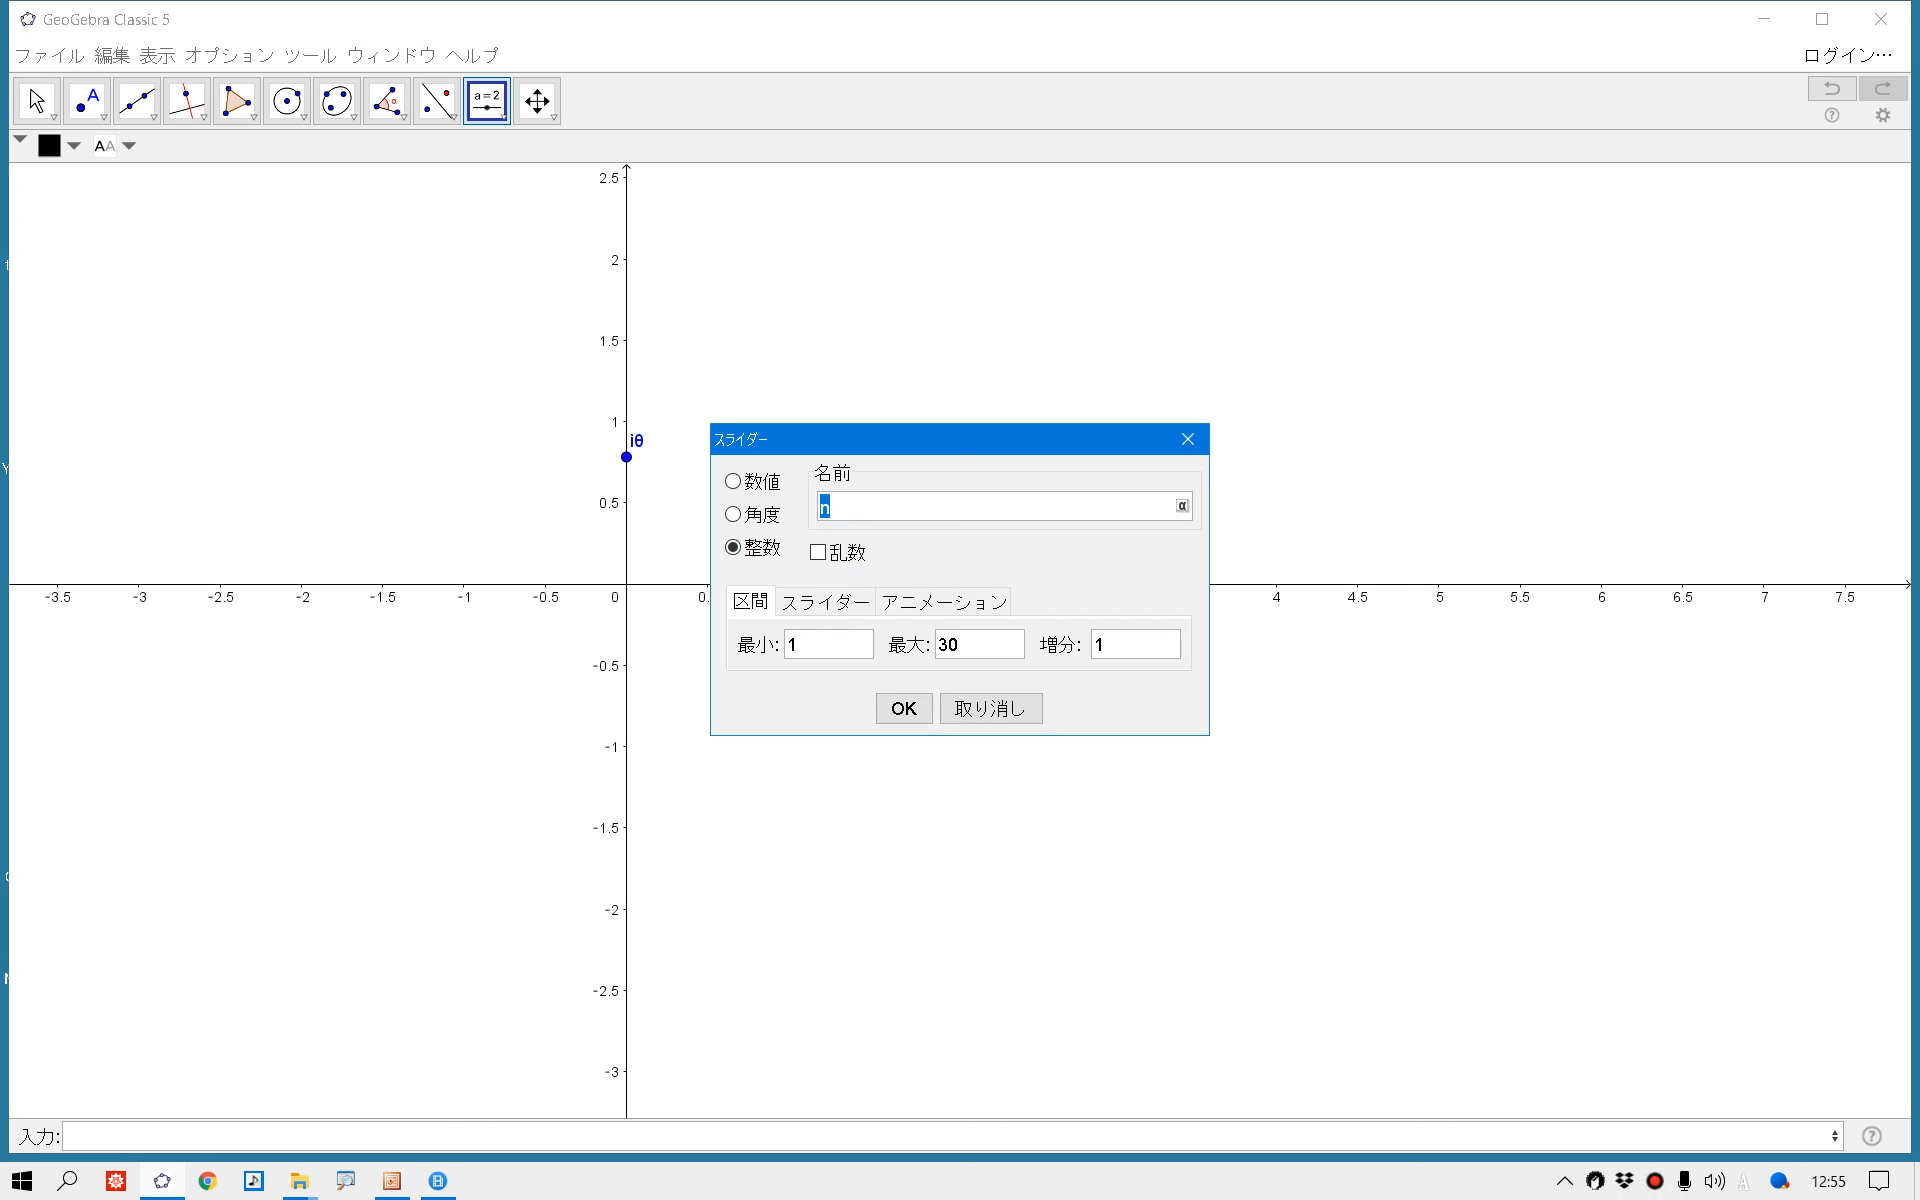 GeoGebra Classic 5
ファイル 編集 表示 オプション ツール ウィンドウ ヘルプ
ログイン…
A
α
a=2
AA
2.5
2
1.5
1
iθ
0.5
-3.5 -3 -2.5 -2 -1.5 -1 -0.5 0 0. 4 4.5 5 5.5 6 6.5 7 7.5
-0.5
-1
-1.5
-2
-2.5
-3
スライダー
数値
角度
整数
名前
n
α
乱数
区間 スライダー アニメーション
最小: 1 最大: 30 増分: 1
OK 取り消し
入力:
12:55